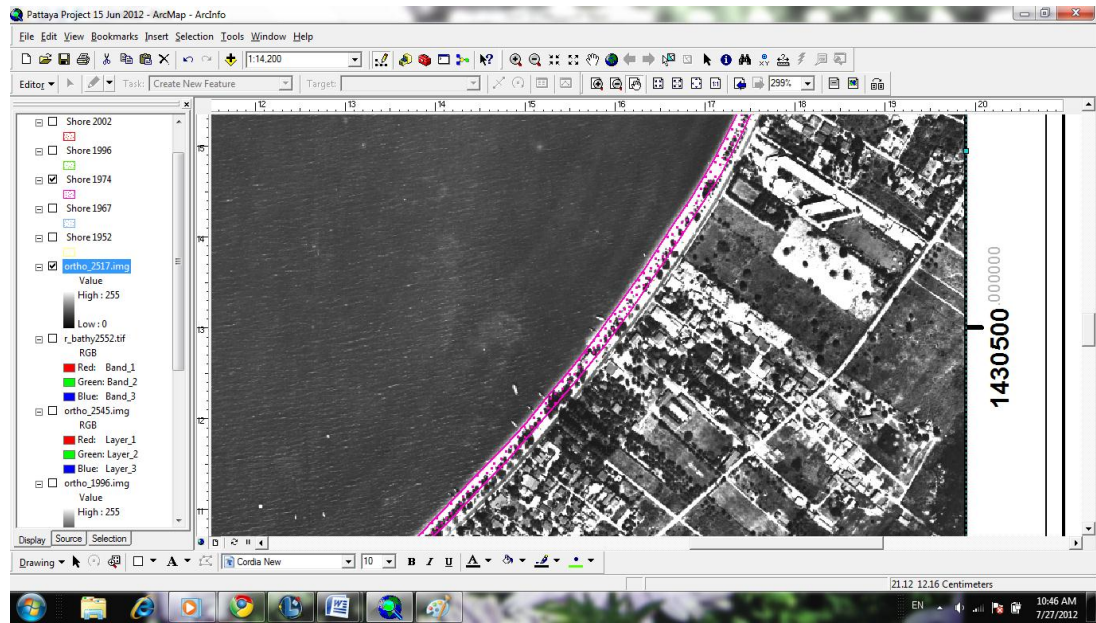 Pattaya Project 15 Jun 2012 - ArcMap - ArcInfo
File Edit View Bookmarks Insert Selection Tools Window Help
1:14,200
Editor Task: Create New Feature Target: 299%
12 13 14 15 16 17 18 19 20
Shore 2002
Shore 1996
Shore 1974
Shore 1967
Shore 1952
ortho_2517.img
Value
High : 255
Low : 0
r_bathy2552.tif
RGB
Red: Band_1
Green: Band_2
Blue: Band_3
ortho_2545.img
RGB
Red: Layer_1
Green: Layer_2
Blue: Layer_3
ortho_1996.img
Value
High : 255
15
14
13
12
11
1430500.000000
Display Source Selection
Drawing A Cordia New 10 B I U A
21.12 12.16 Centimeters
EN 10:46 AM
7/27/2012